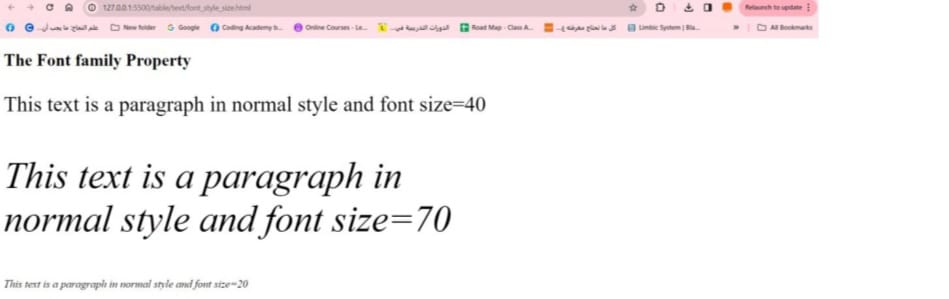 127.0.0.1:5500/table/text/font_style_size.html
Relaunch to update
علم النفاج: ما يجب أن...
New folder
Google
Coding Academy b...
Online Courses - Le...
الدورات التدريبية في...
Road Map - Class A...
كل ما تحتاج معرفته ع...
Limbic System | Bla...
»
All Bookmarks
The Font family Property
This text is a paragraph in normal style and font size=40
This text is a paragraph in
normal style and font size=70
This text is a paragraph in normal style and font size=20